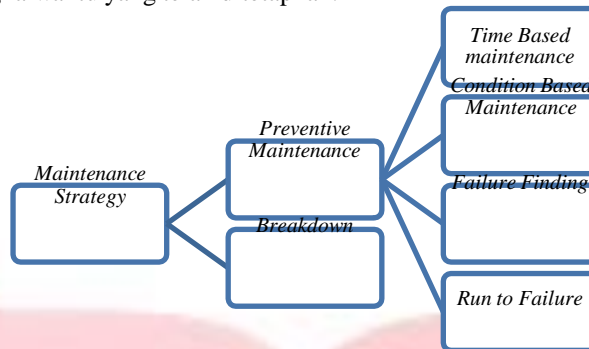 Time Based
maintenance
Condition Based
Maintenance
Preventive
Maintenance
Maintenance
Strategy
Failure Finding
Breakdown
Run to Failure